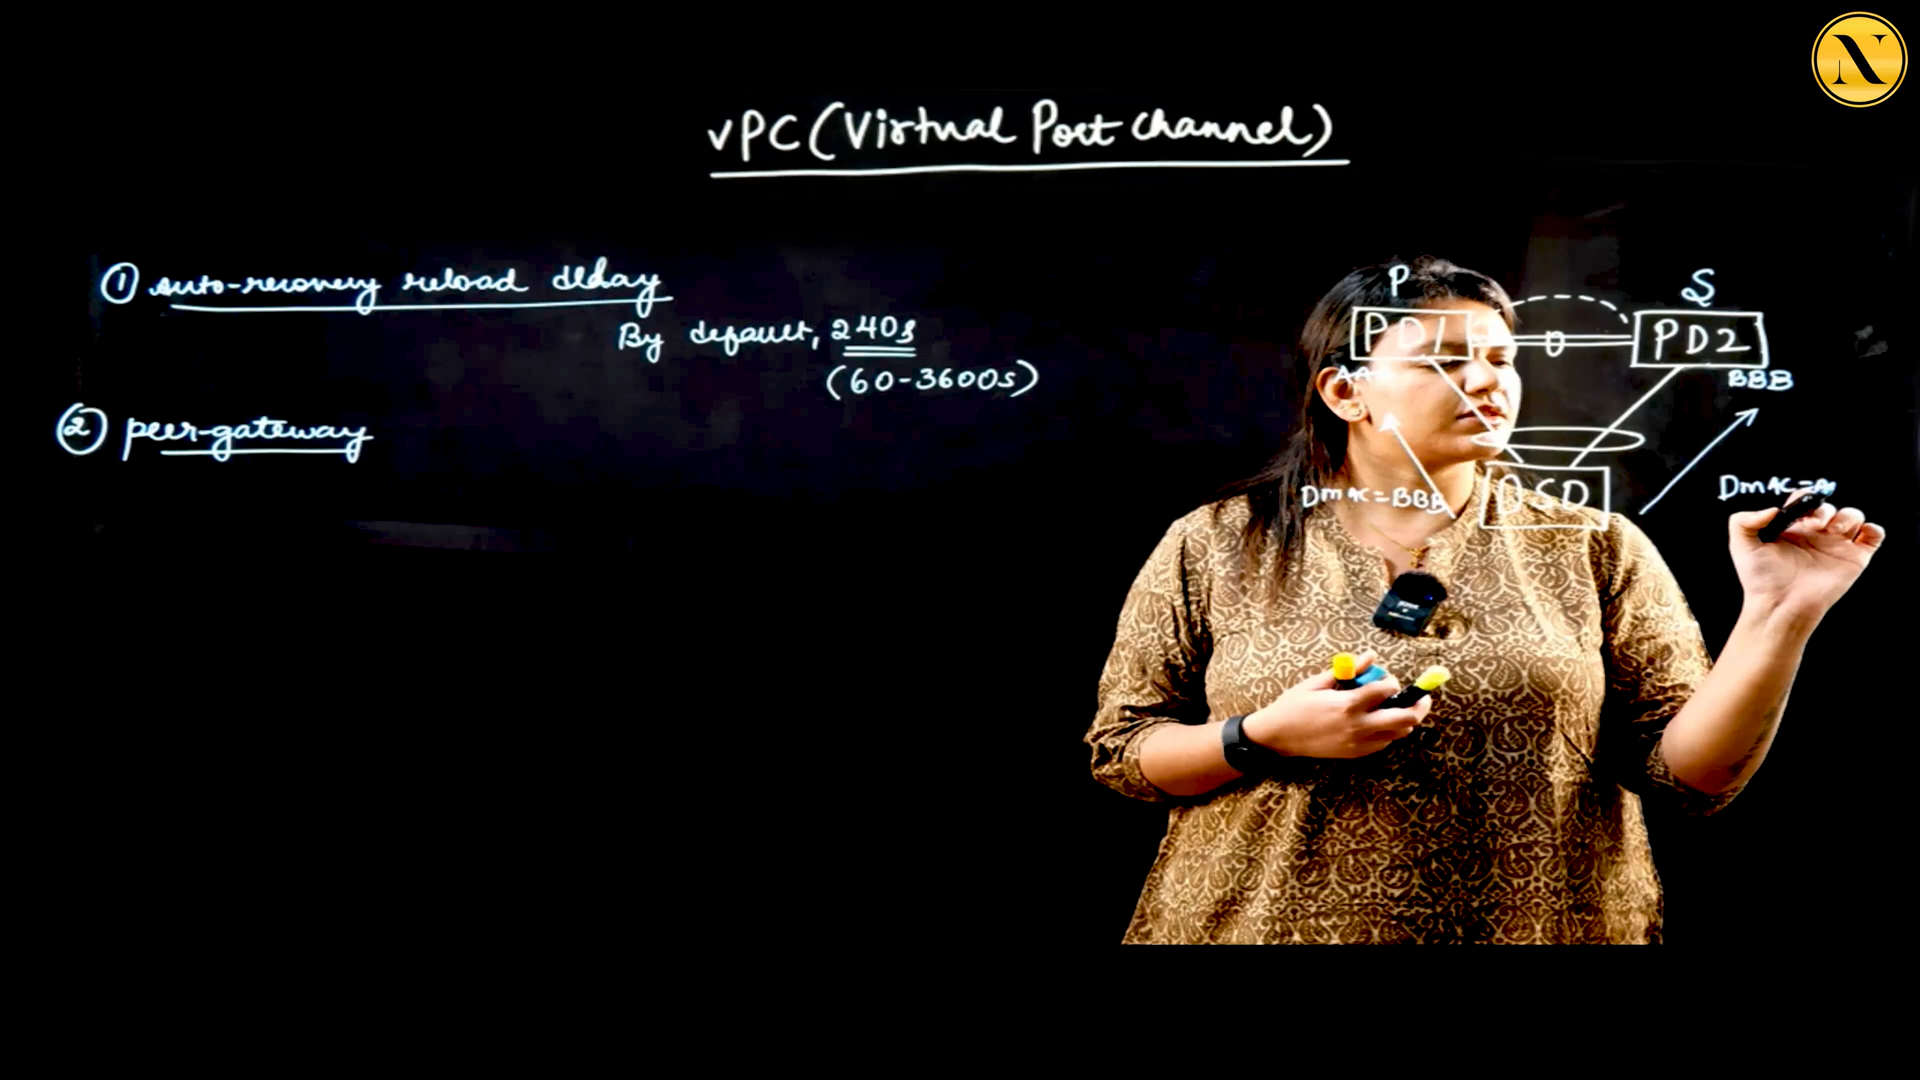 N
vPC (Virtual Port channel)
① auto-recovery reload delay
By default, 240s
(60-3600s)
② peer-gateway
P
S
PD1
PD2
BBB
DMAC=BBB
DSD
DMAC=